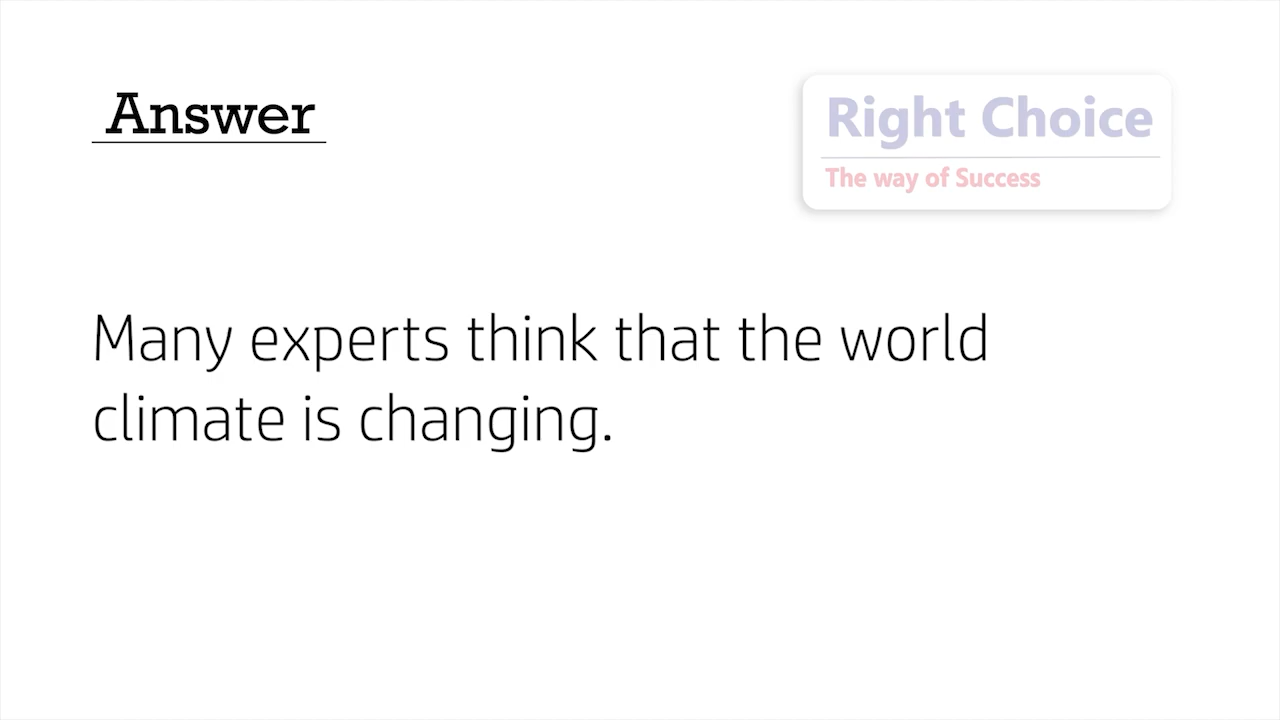 Answer
Right Choice
The way of Success
Many experts think that the world
climate is changing.